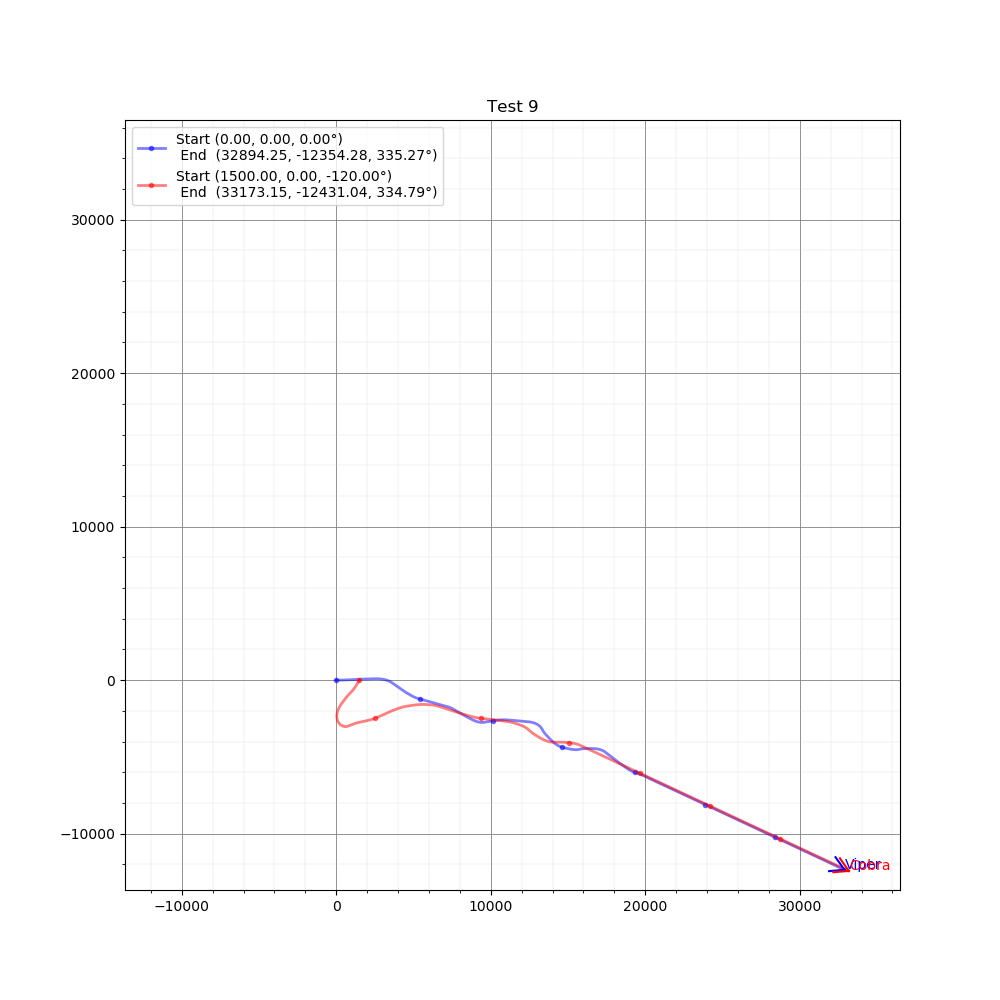 Test 9
Start (0.00, 0.00, 0.00°)
End (32894.25, -12354.28, 335.27°)
Start (1500.00, 0.00, -120.00°)
End (33173.15, -12431.04, 334.79°)
30000
20000
10000
0
−10000
Viper
−10000 0 10000 20000 30000